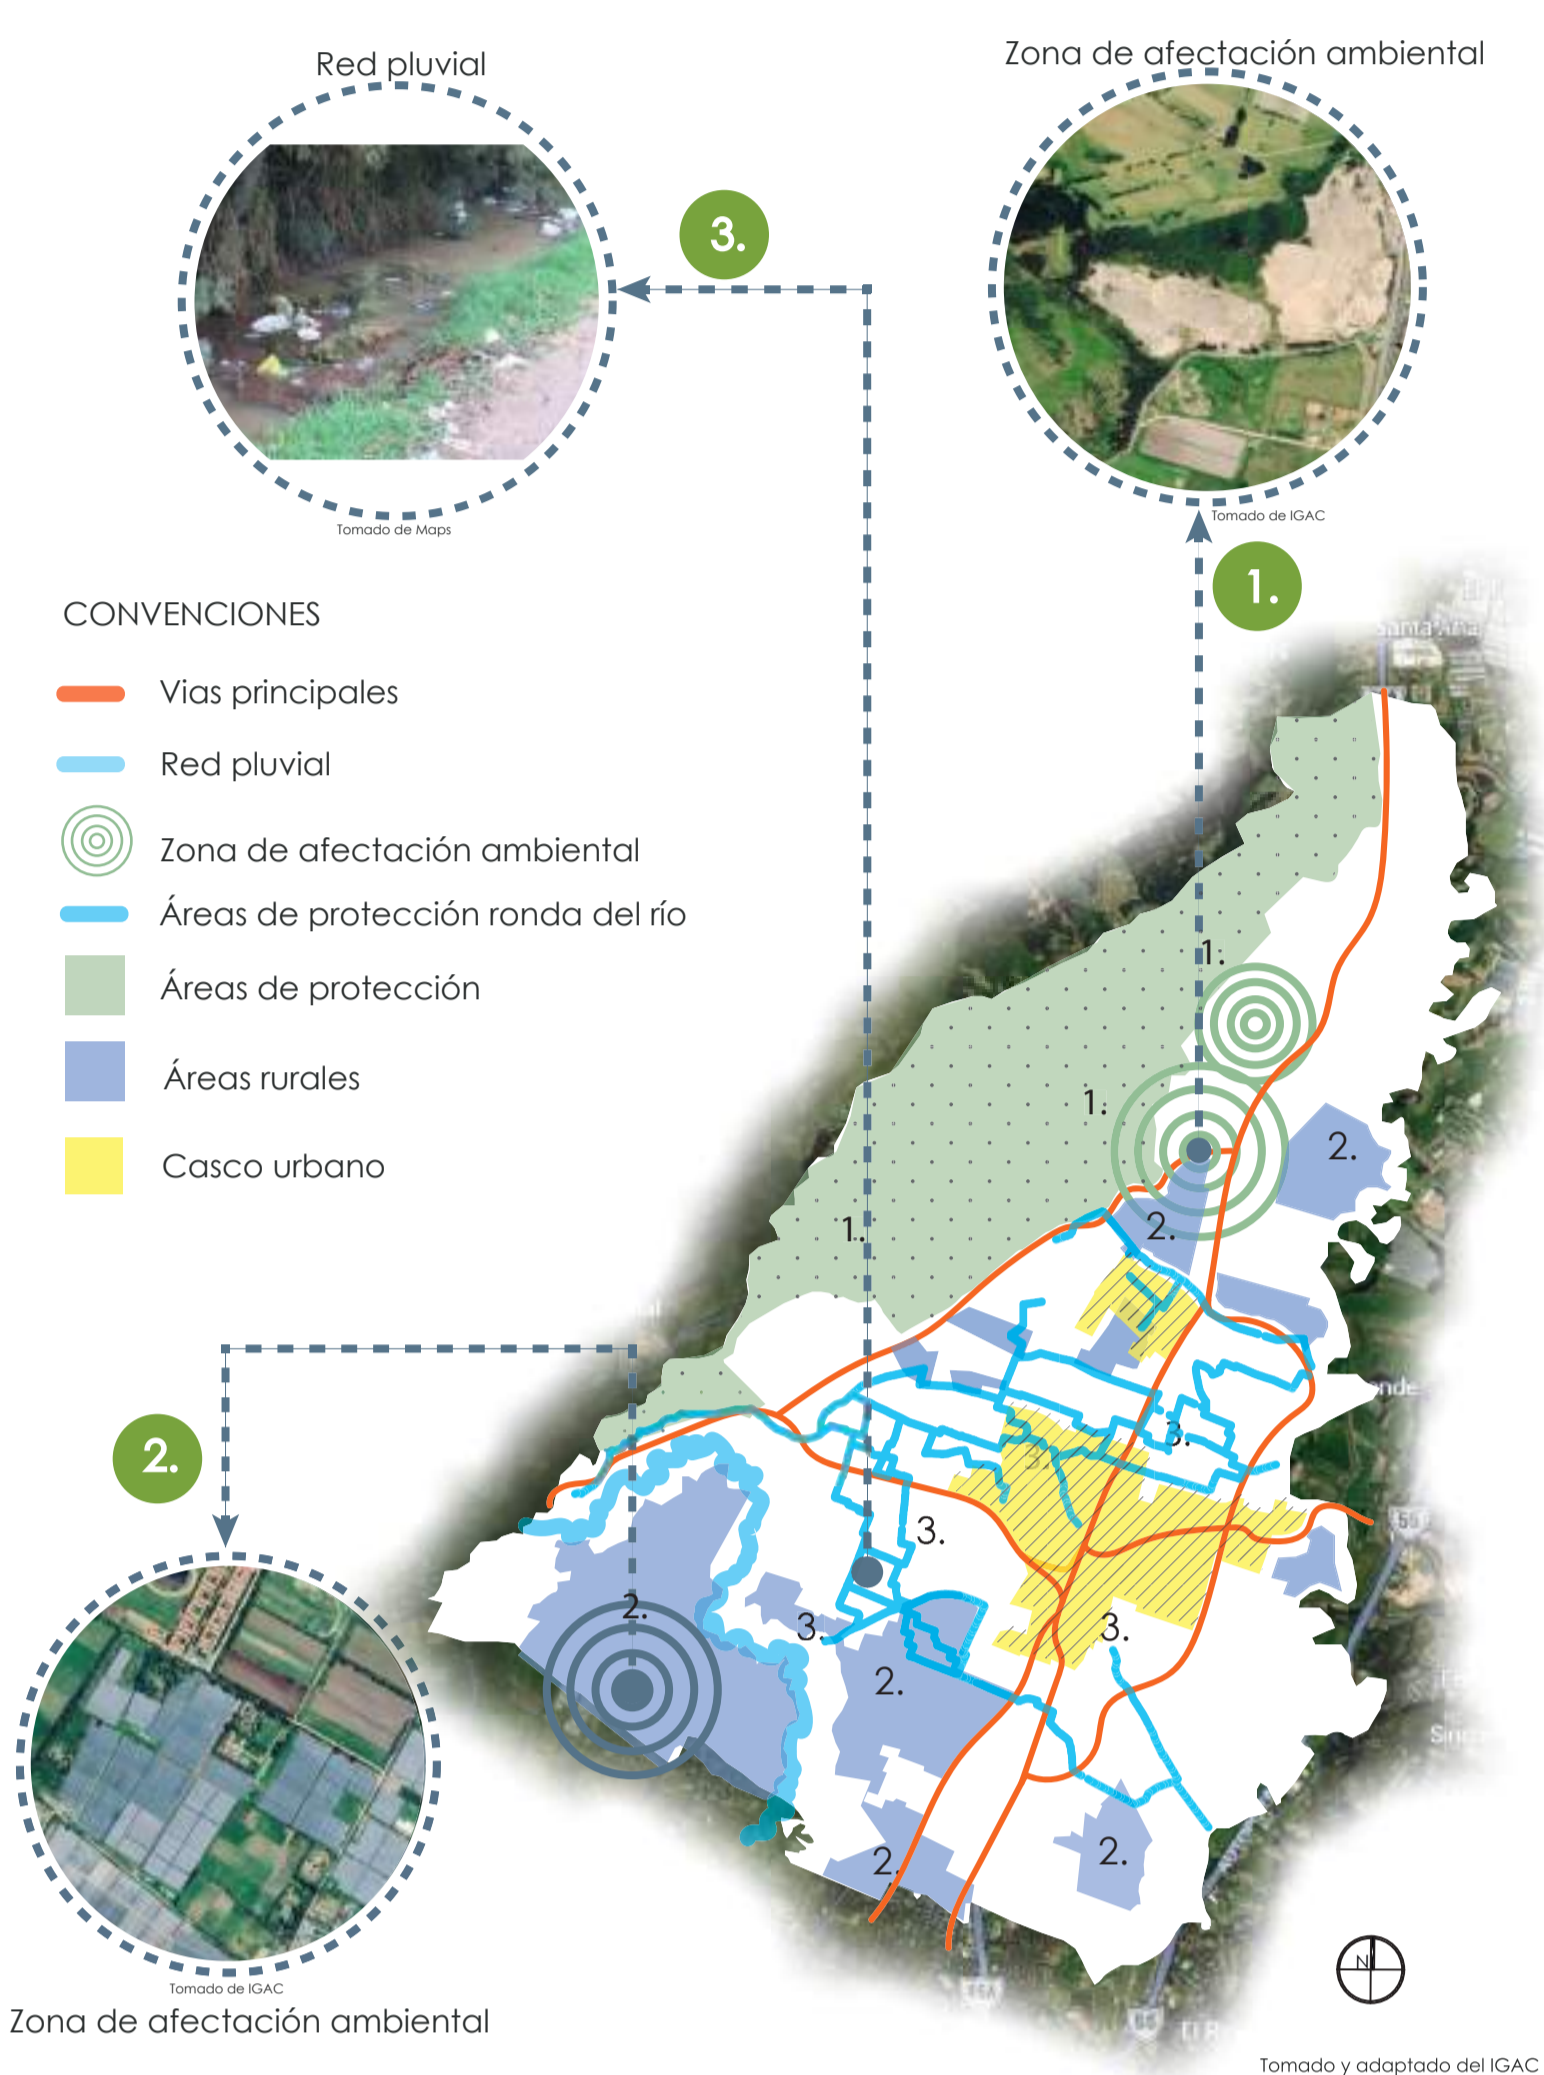 Red pluvial
Zona de afectación ambiental
3.
Tomado de Maps
Tomado de IGAC
1.
CONVENCIONES
Vias principales
Red pluvial
Zona de afectación ambiental
Áreas de protección ronda del río
Áreas de protección
Áreas rurales
Casco urbano
Santa Ana
1.
1.
2.
1.
2.
3.
3.
2.
3.
2.
3.
3.
2.
2.
2.
Tomado de IGAC
Zona de afectación ambiental
N
Tomado y adaptado del IGAC